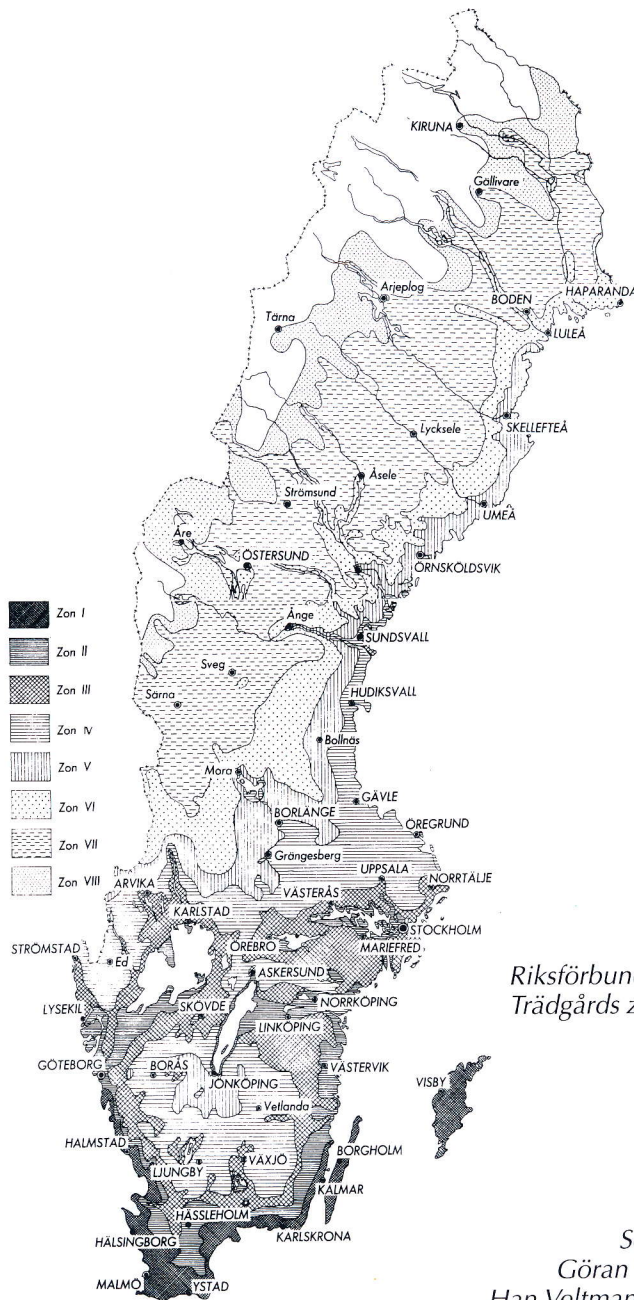 KIRUNA
Gällivare
Arjeplog
BODEN
HAPARANDA
LULEÅ
Tärna
SKELLEFTEÅ
Lycksele
Åsele
Strömsund
UMEÅ
Åre
ÖSTERSUND
ÖRNSKÖLDSVIK
Ånge
SUNDSVALL
Sveg
Särna
HUDIKSVALL
Bollnäs
Mora
GÄVLE
BORLÄNGE
ÖREGRUND
Grängesberg
UPPSALA
ARVIKA
VÄSTERÅS
NORRTÄLJE
KARLSTAD
STOCKHOLM
ÖREBRO
MARIEFRED
STRÖMSTAD
Ed
ASKERSUND
LYSEKIL
SKÖVDE
NORRKÖPING
LINKÖPING
GÖTEBORG
BORÅS
JÖNKÖPING
VÄSTERVIK
VISBY
Vetlanda
HALMSTAD
LJUNGBY
VÄXJÖ
BORGHOLM
KALMAR
HÄSSLEHOLM
HÄLSINGBORG
KARLSKRONA
MALMÖ
YSTAD
Zon I
Zon II
Zon III
Zon IV
Zon V
Zon VI
Zon VII
Zon VIII
Trädgårds z
Göran
Han Veltman